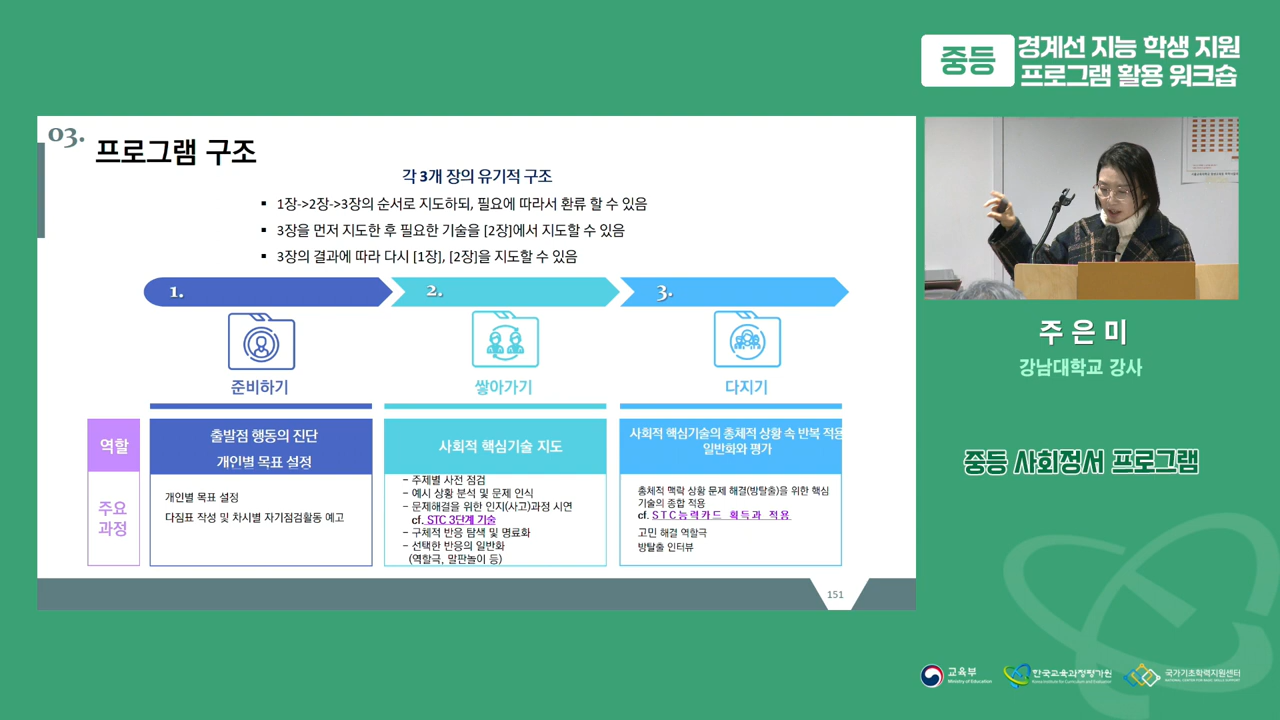 중등
경계선 지능 학생 지원
프로그램 활용 워크숍
03.
프로그램 구조
각 3개 장의 유기적 구조
▪ 1장->2장->3장의 순서로 지도하되, 필요에 따라서 환류 할 수 있음
▪ 3장을 먼저 지도한 후 필요한 기술을 [2장]에서 지도할 수 있음
▪ 3장의 결과에 따라 다시 [1장], [2장]을 지도할 수 있음
1.
2.
3.
준비하기
쌓아가기
다지기
역할
출발점 행동의 진단
개인별 목표 설정
사회적 핵심기술 지도
사회적 핵심기술의 총체적 상황 속 반복 적용
일반화와 평가
주요
과정
개인별 목표 설정
다짐표 작성 및 차시별 자기점검활동 예고
– 주제별 사전 점검
– 예시 상황 분석 및 문제 인식
– 문제해결을 위한 인지(사고)과정 시연
cf. STC 3단계 기술
– 구체적 반응 탐색 및 명료화
– 선택한 반응의 일반화
(역할극, 말판놀이 등)
총체적 맥락 상황 문제 해결(방탈출)을 위한 핵심
기술의 종합 적용
cf. STC능력카드 획득과 적용
고민 해결 역할극
방탈출 인터뷰
151
주은미
강남대학교 강사
중등 사회정서 프로그램
교육부
Ministry of Education
한국교육과정평가원
Korea Institute for Curriculum and Evaluation
국가기초학력지원센터
NATIONAL CENTER FOR BASIC SKILLS SUPPORT